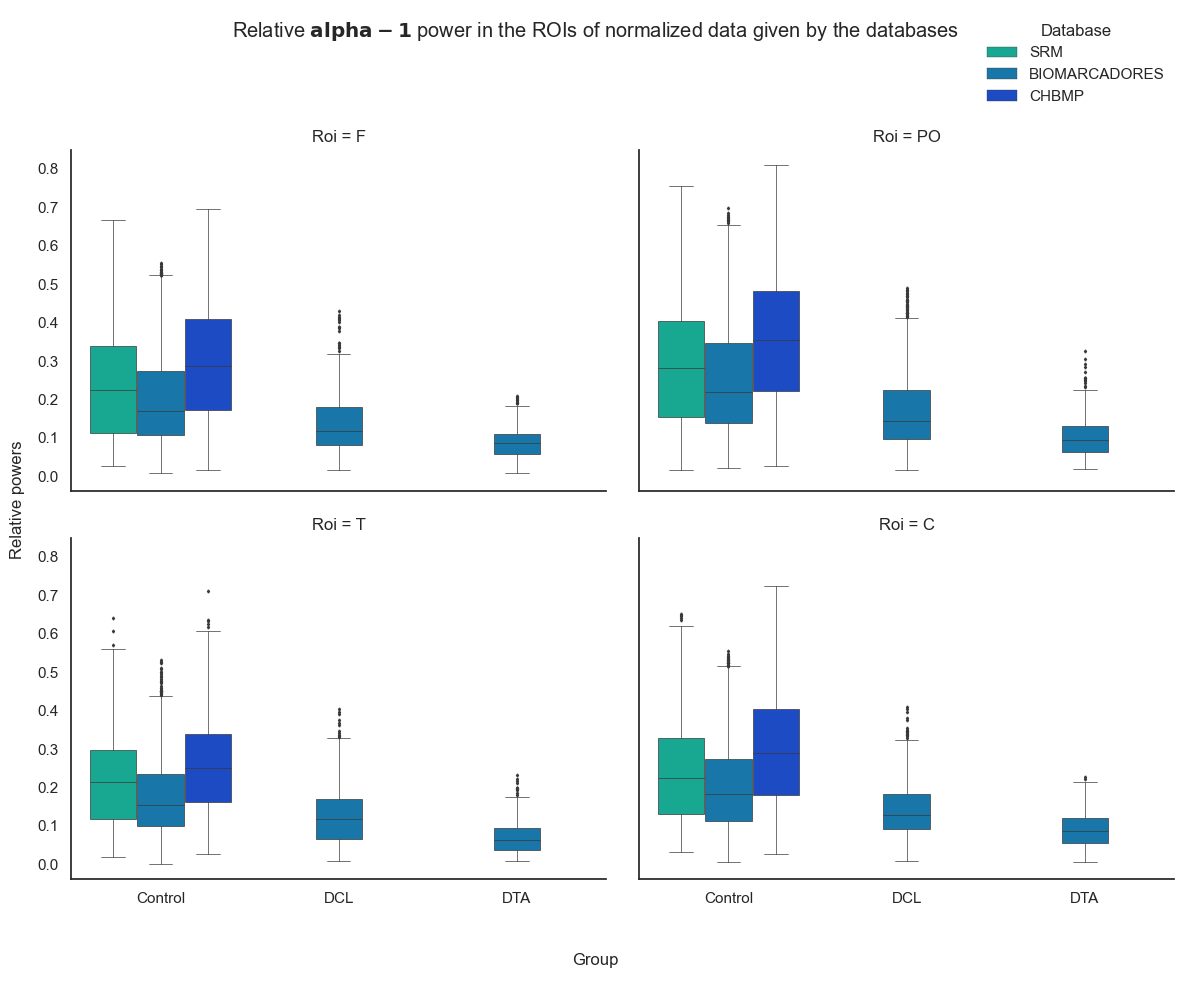 Relative alpha − 1 power in the ROIs of normalized data given by the databases
Database
SRM
BIOMARCADORES
CHBMP
Roi = F
Roi = PO
0.8
0.7
0.6
0.5
0.4
0.3
0.2
0.1
0.0
Relative powers
Roi = T
Roi = C
0.8
0.7
0.6
0.5
0.4
0.3
0.2
0.1
0.0
Control DCL DTA
Control DCL DTA
Group